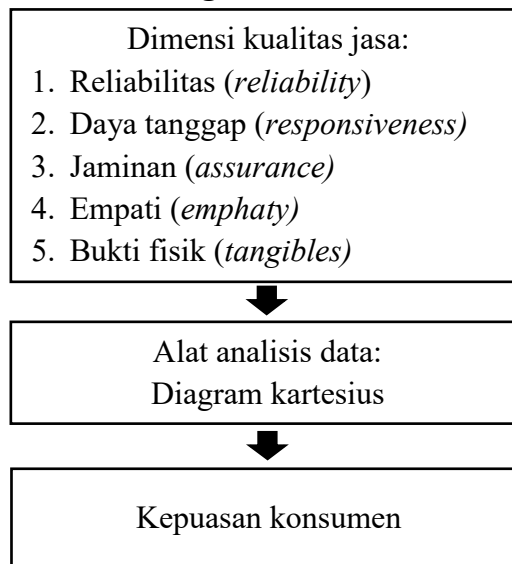 Dimensi kualitas jasa:
1. Reliabilitas (reliability)
2. Daya tanggap (responsiveness)
3. Jaminan (assurance)
4. Empati (emphaty)
5. Bukti fisik (tangibles)
Alat analisis data:
Diagram kartesius
Kepuasan konsumen